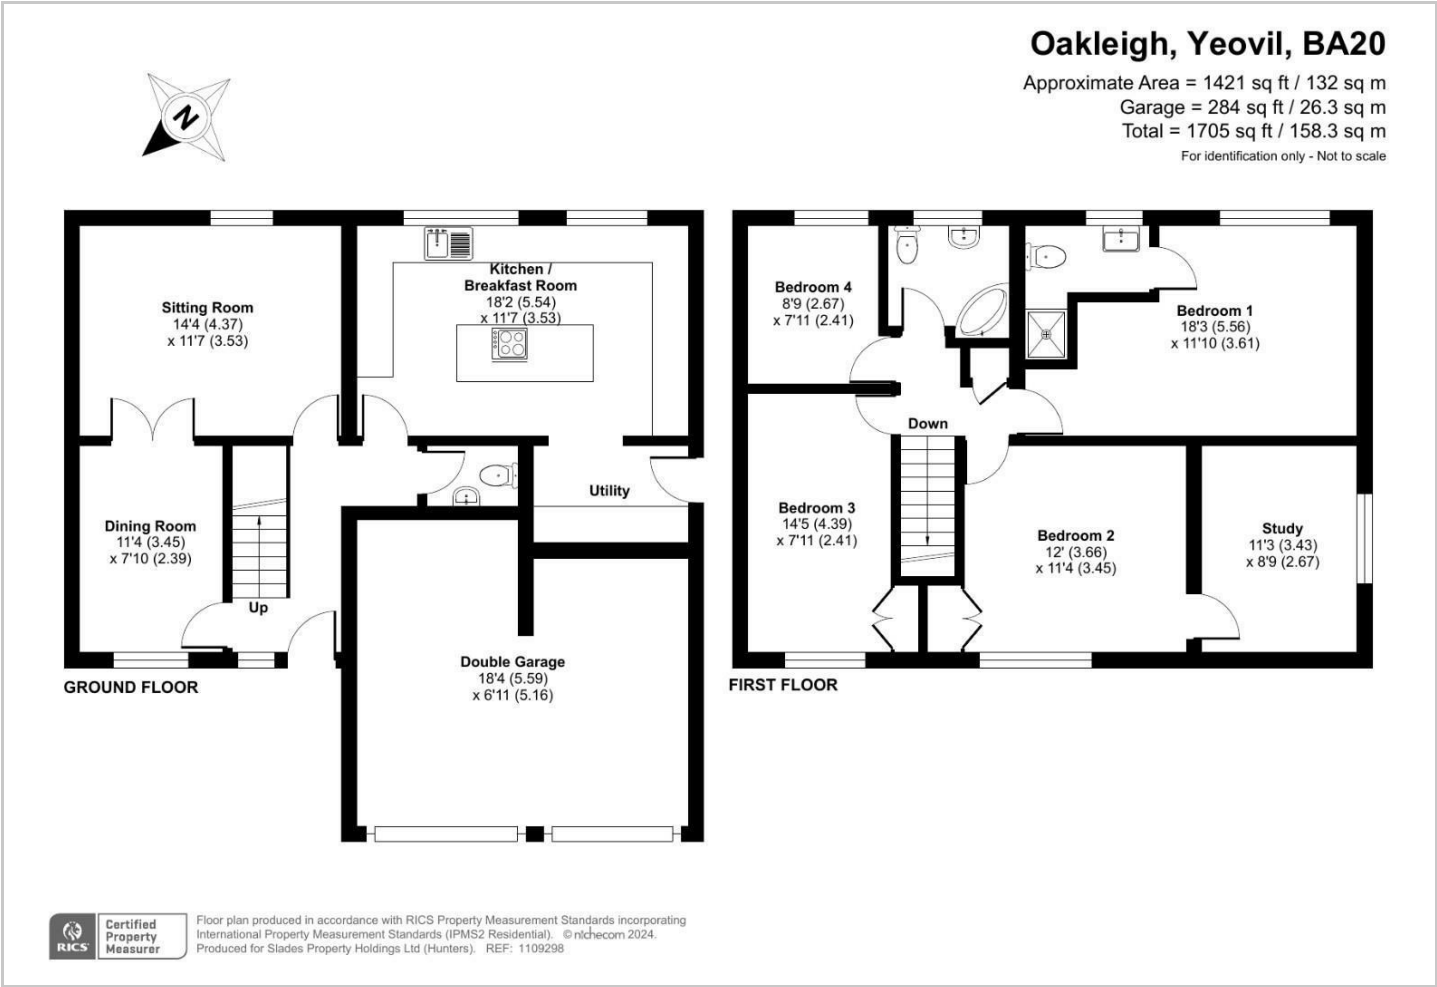 Oakleigh, Yeovil, BA20
Approximate Area = 1421 sq ft / 132 sq m
Garage = 284 sq ft / 26.3 sq m
Total = 1705 sq ft / 158.3 sq m
For identification only - Not to scale
N
Sitting Room
14'4 (4.37)
x 11'7 (3.53)
Kitchen /
Breakfast Room
18'2 (5.54)
x 11'7 (3.53)
Dining Room
11'4 (3.45)
x 7'10 (2.39)
Up
Utility
Double Garage
18'4 (5.59)
x 6'11 (5.16)
GROUND FLOOR
Bedroom 4
8'9 (2.67)
x 7'11 (2.41)
Bedroom 1
18'3 (5.56)
x 11'10 (3.61)
Down
Bedroom 3
14'5 (4.39)
x 7'11 (2.41)
Bedroom 2
12' (3.66)
x 11'4 (3.45)
Study
11'3 (3.43)
x 8'9 (2.67)
FIRST FLOOR
RICS
Certified
Property
Measurer
Floor plan produced in accordance with RICS Property Measurement Standards incorporating
International Property Measurement Standards (IPMS2 Residential). © nichecom 2024.
Produced for Slades Property Holdings Ltd (Hunters). REF: 1109298